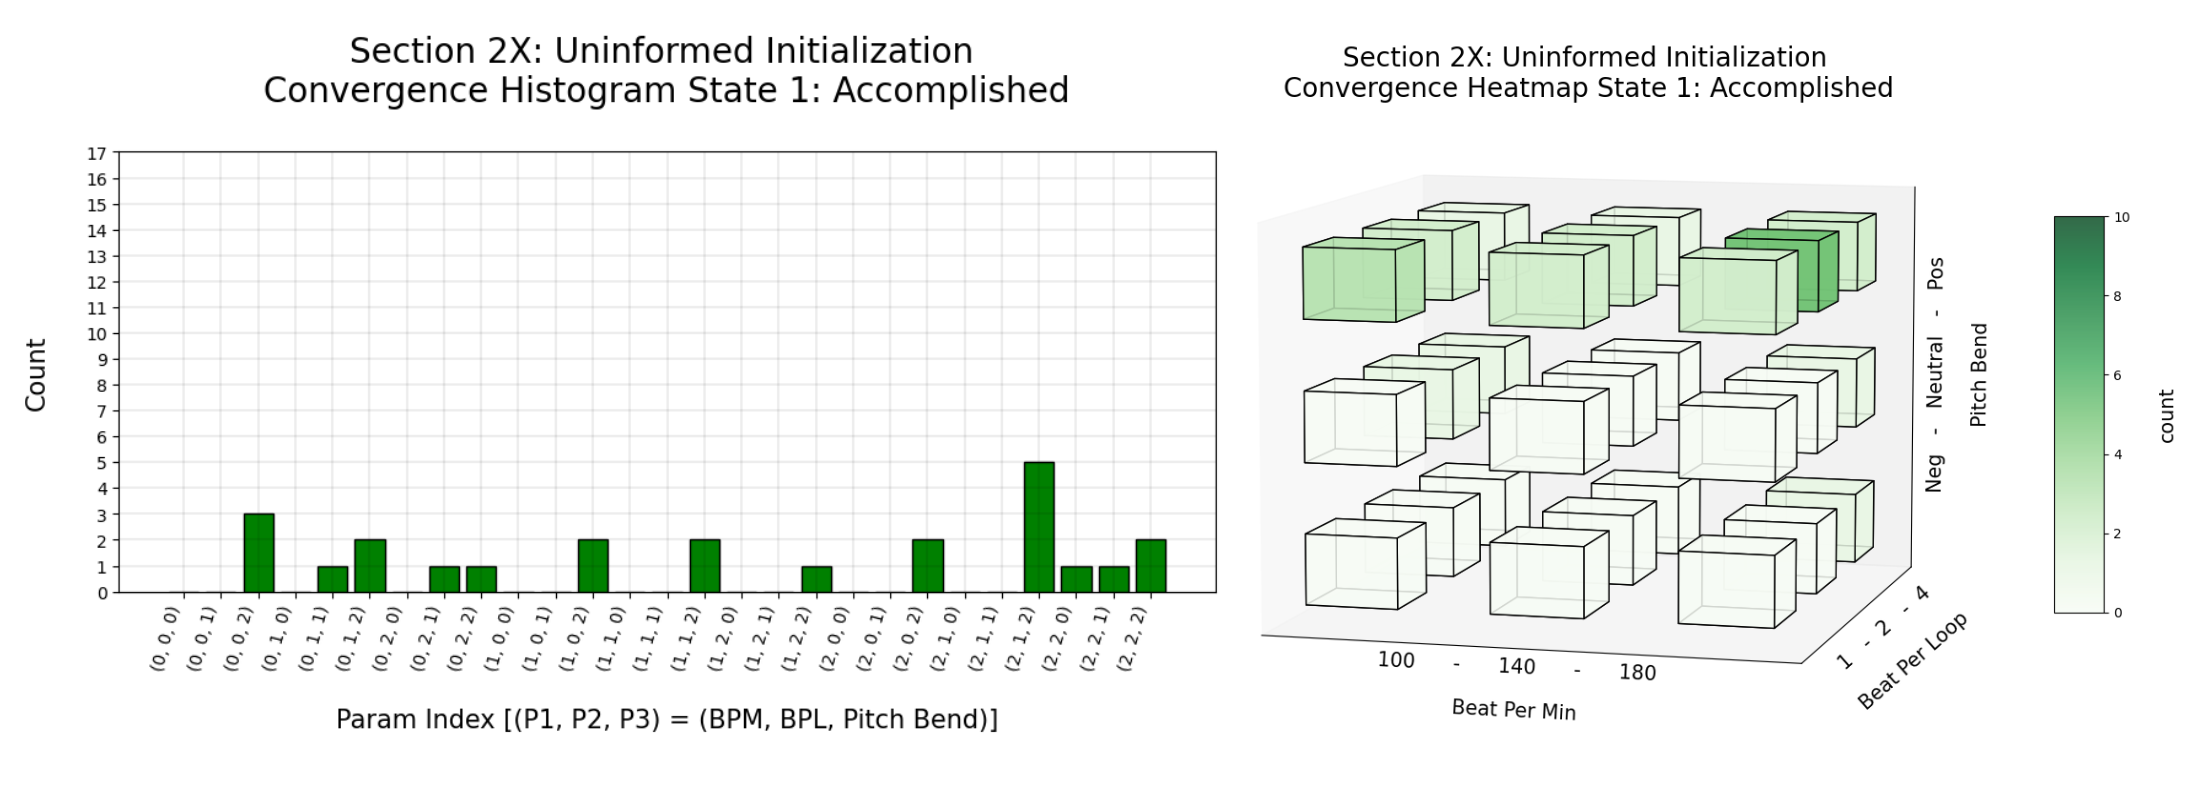 Section 2X: Uninformed Initialization
Convergence Histogram State 1: Accomplished
17
16
15
14
13
12
11
10
9
8
7
6
5
4
3
2
1
0
Count
(0, 0, 0)
(0, 0, 1)
(0, 0, 2)
(0, 1, 0)
(0, 1, 1)
(0, 1, 2)
(0, 2, 0)
(0, 2, 1)
(0, 2, 2)
(1, 0, 0)
(1, 0, 1)
(1, 0, 2)
(1, 1, 0)
(1, 1, 1)
(1, 1, 2)
(1, 2, 0)
(1, 2, 1)
(1, 2, 2)
(2, 0, 0)
(2, 0, 1)
(2, 0, 2)
(2, 1, 0)
(2, 1, 1)
(2, 1, 2)
(2, 2, 0)
(2, 2, 1)
(2, 2, 2)
Param Index [(P1, P2, P3) = (BPM, BPL, Pitch Bend)]
Section 2X: Uninformed Initialization
Convergence Heatmap State 1: Accomplished
100 - 140 - 180
Beat Per Min
1 - 2 - 4
Beat Per Loop
Neg - Neutral - Pos
Pitch Bend
10
8
6
4
2
0
count